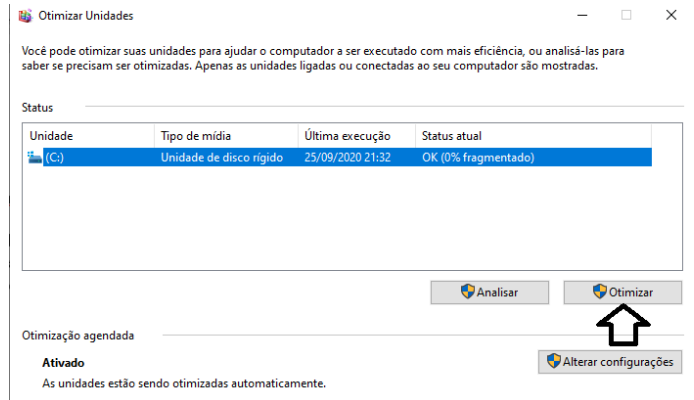 Otimizar Unidades
Você pode otimizar suas unidades para ajudar o computador a ser executado com mais eficiência, ou analisá-las para
saber se precisam ser otimizadas. Apenas as unidades ligadas ou conectadas ao seu computador são mostradas.
Status
Unidade Tipo de mídia Última execução Status atual
(C:) Unidade de disco rígido 25/09/2020 21:32 OK (0% fragmentado)
Analisar Otimizar
Otimização agendada
Ativado Alterar configurações
As unidades estão sendo otimizadas automaticamente.